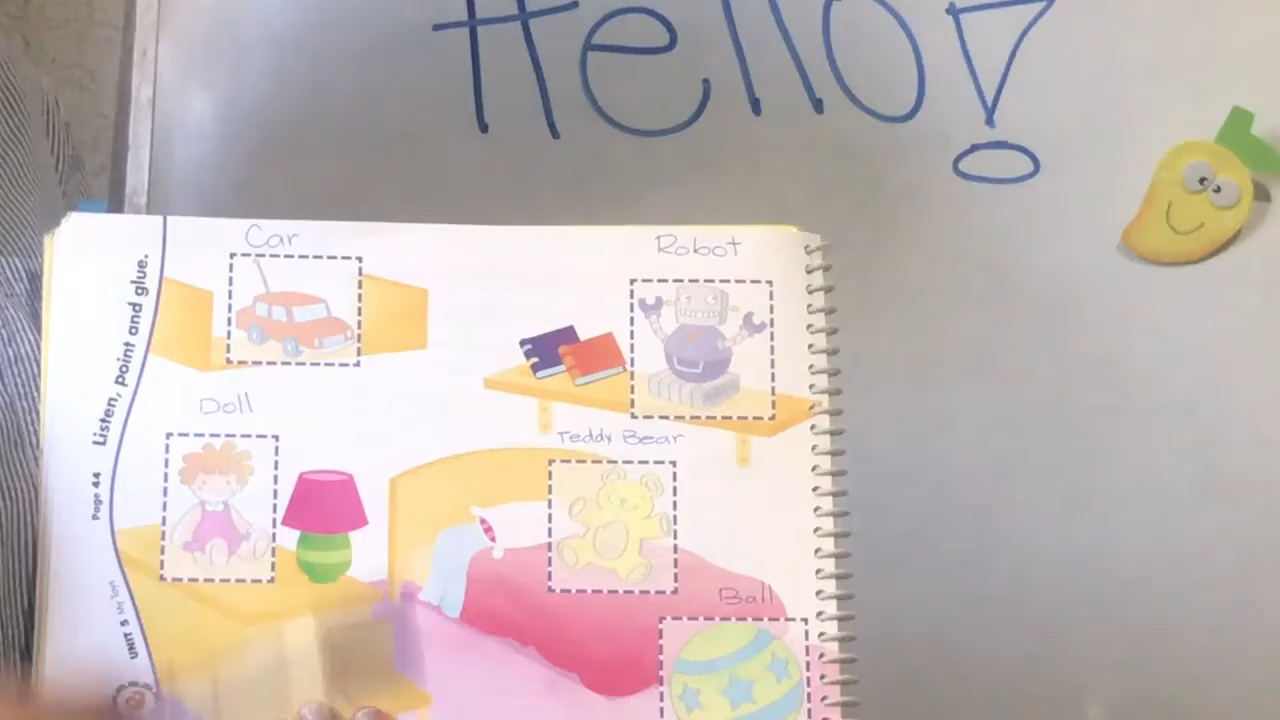 Hello!
Car
Robot
Listen, point and glue.
Doll
Teddy Bear
Page 44
Ball
UNIT 5 My Toys